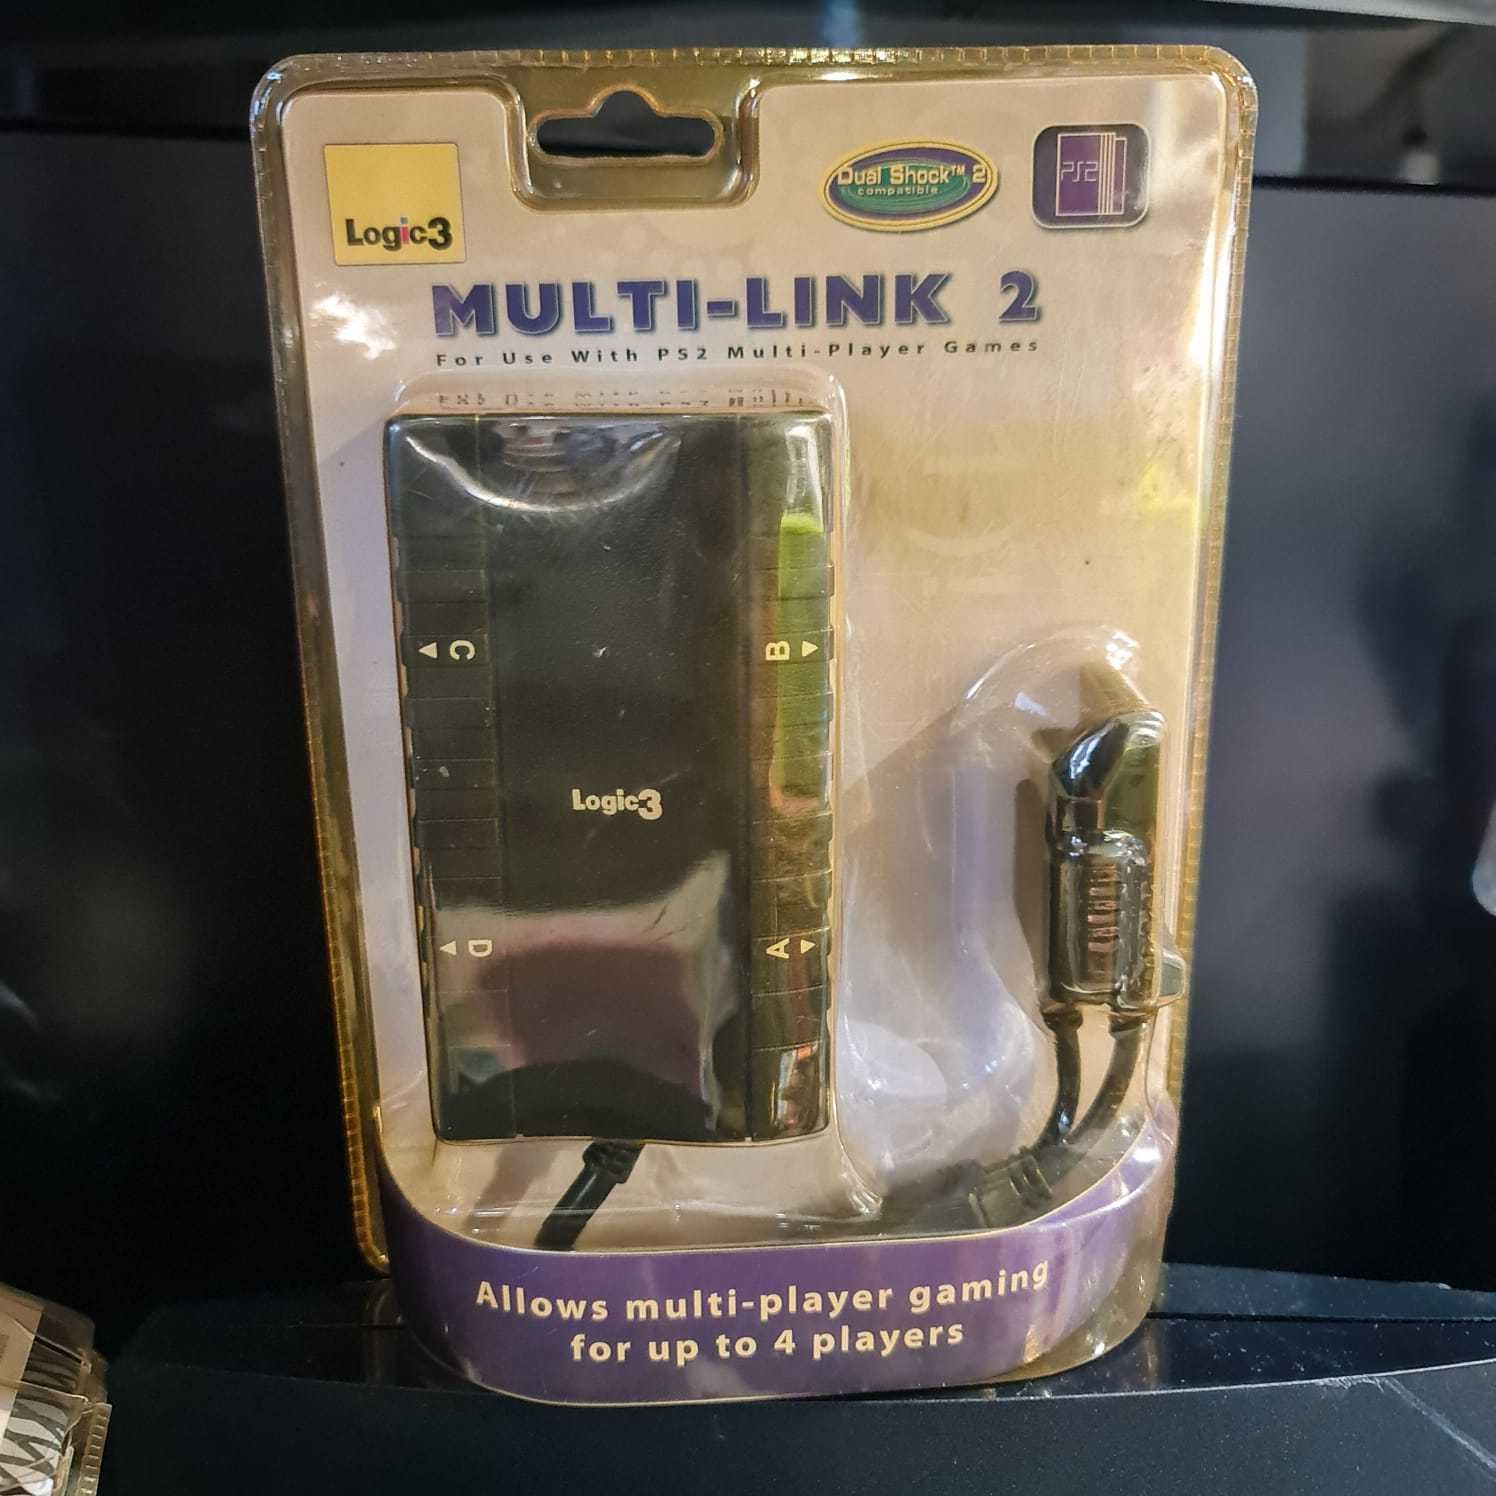 Logic3
Dual Shock™ 2
compatible
PS2
MULTI-LINK 2
For Use With PS2 Multi-Player Games
C
B
Logic3
D
A
Allows multi-player gaming
for up to 4 players